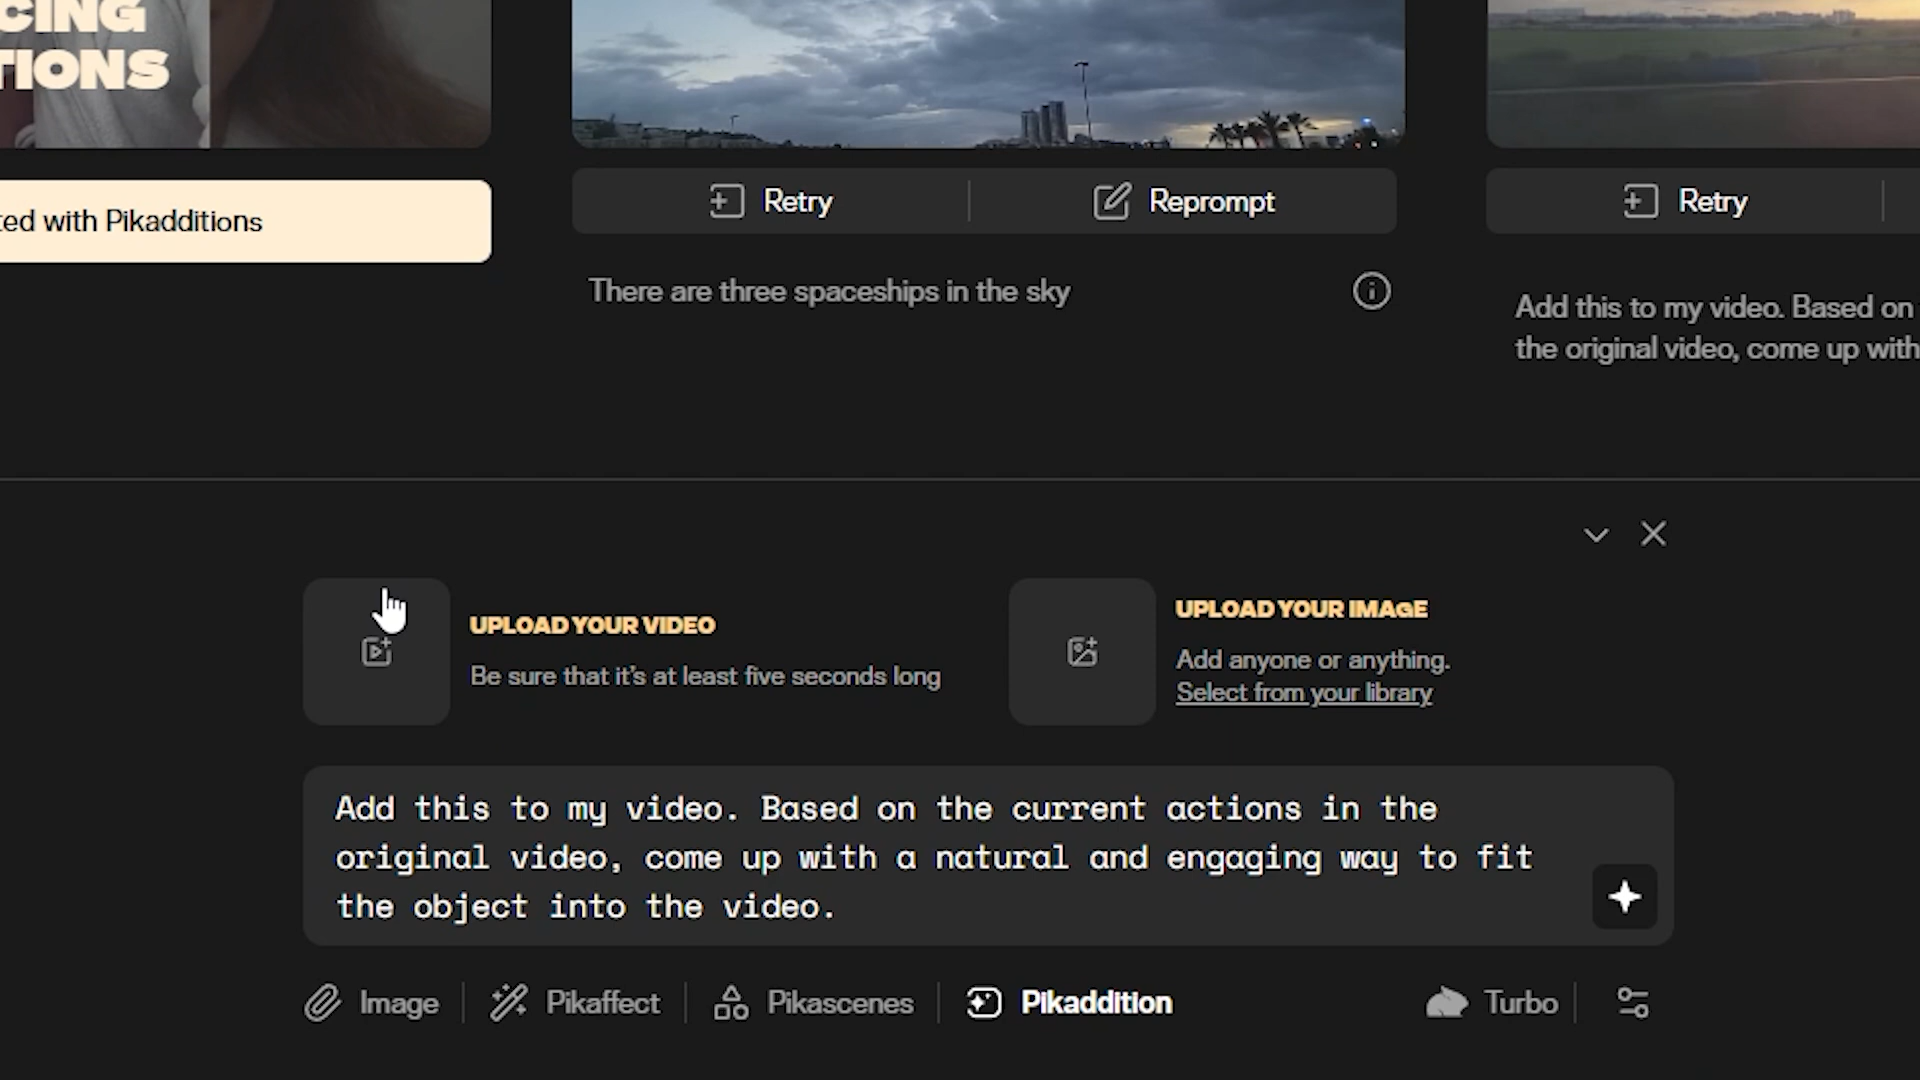 CING
TIONS
ted with Pikadditions
Retry
Reprompt
There are three spaceships in the sky
Retry
Add this to my video. Based on
the original video, come up with
UPLOAD YOUR VIDEO
Be sure that it's at least five seconds long
UPLOAD YOUR IMAGE
Add anyone or anything.
Select from your library
Add this to my video. Based on the current actions in the
original video, come up with a natural and engaging way to fit
the object into the video.
Image
Pikaffect
Pikascenes
Pikaddition
Turbo